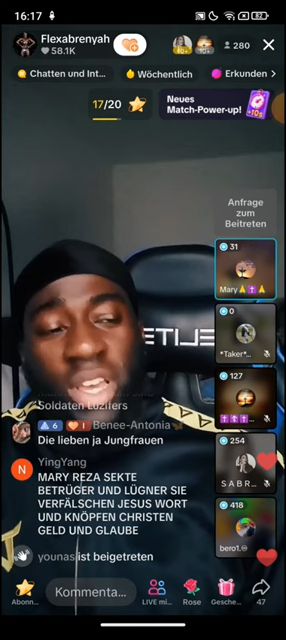 16:17
82
Flexabrenyah
58.1K
280
Chatten und Int...
Wöchentlich
Erkunden
17/20
Neues
Match-Power-up!
Anfrage
zum
Beitreten
31
Mary
0
*Taker*...
127
254
S A B R...
418
bero1.
Soldaten Luzifers
6
1
Benee-Antonia
Die lieben ja Jungfrauen
N
YingYang
MARY REZA SEKTE
BETRÜGER UND LÜGNER SIE
VERFÄLSCHEN JESUS WORT
UND KNÖPFEN CHRISTEN
GELD UND GLAUBE
younas ist beigetreten
Abonn...
Kommenta...
LIVE mi...
Rose
Gesche...
47